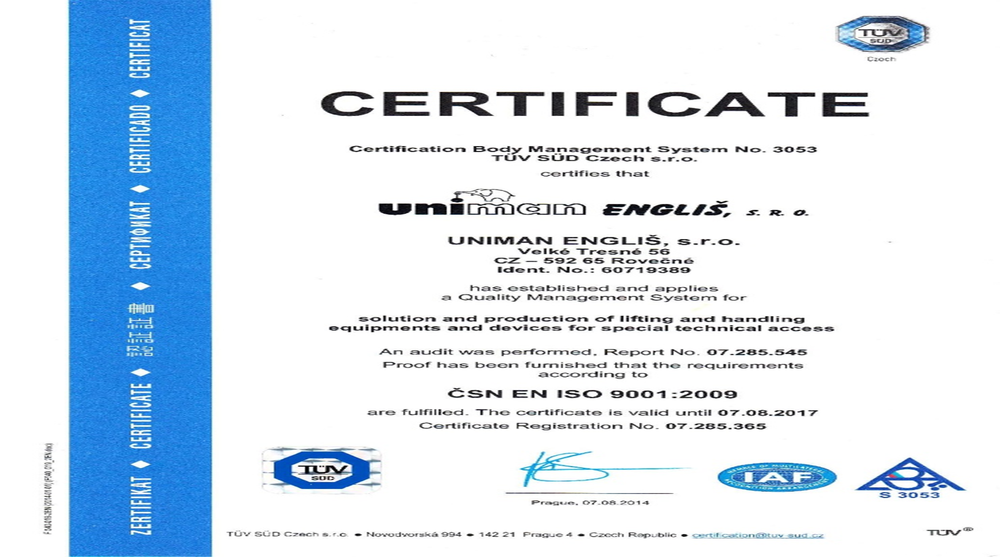 TÜV
SÜD
Czech
CERTIFICATE
Certification Body Management System No. 3053
TÜV SÜD Czech s.r.o.
certifies that
uniman ENGLIŠ, S. R. O.
UNIMAN ENGLIŠ, s.r.o.
Velké Tresné 56
CZ – 592 65 Rovečné
Ident. No.: 60719389
has established and applies
a Quality Management System for
solution and production of lifting and handling
equipments and devices for special technical access
An audit was performed, Report No. 07.285.545
Proof has been furnished that the requirements
according to
ČSN EN ISO 9001:2009
are fulfilled. The certificate is valid until 07.08.2017
Certificate Registration No. 07.285.365
TÜV
SÜD
Prague, 07.08.2014
MEMBER OF MULTILATERAL
IAF
RECOGNITION ARRANGEMENT
S 3053
TÜV SÜD Czech s.r.o. ● Novodvorská 994 ● 142 21 Prague 4 ● Czech Republic ● certification@tuv-sud.cz
TÜV®
ZERTIFIKAT ◆ CERTIFICATE ◆ 認証証書 ◆ СЕРТИФИКАТ ◆ CERTIFICADO ◆ CERTIFICAT